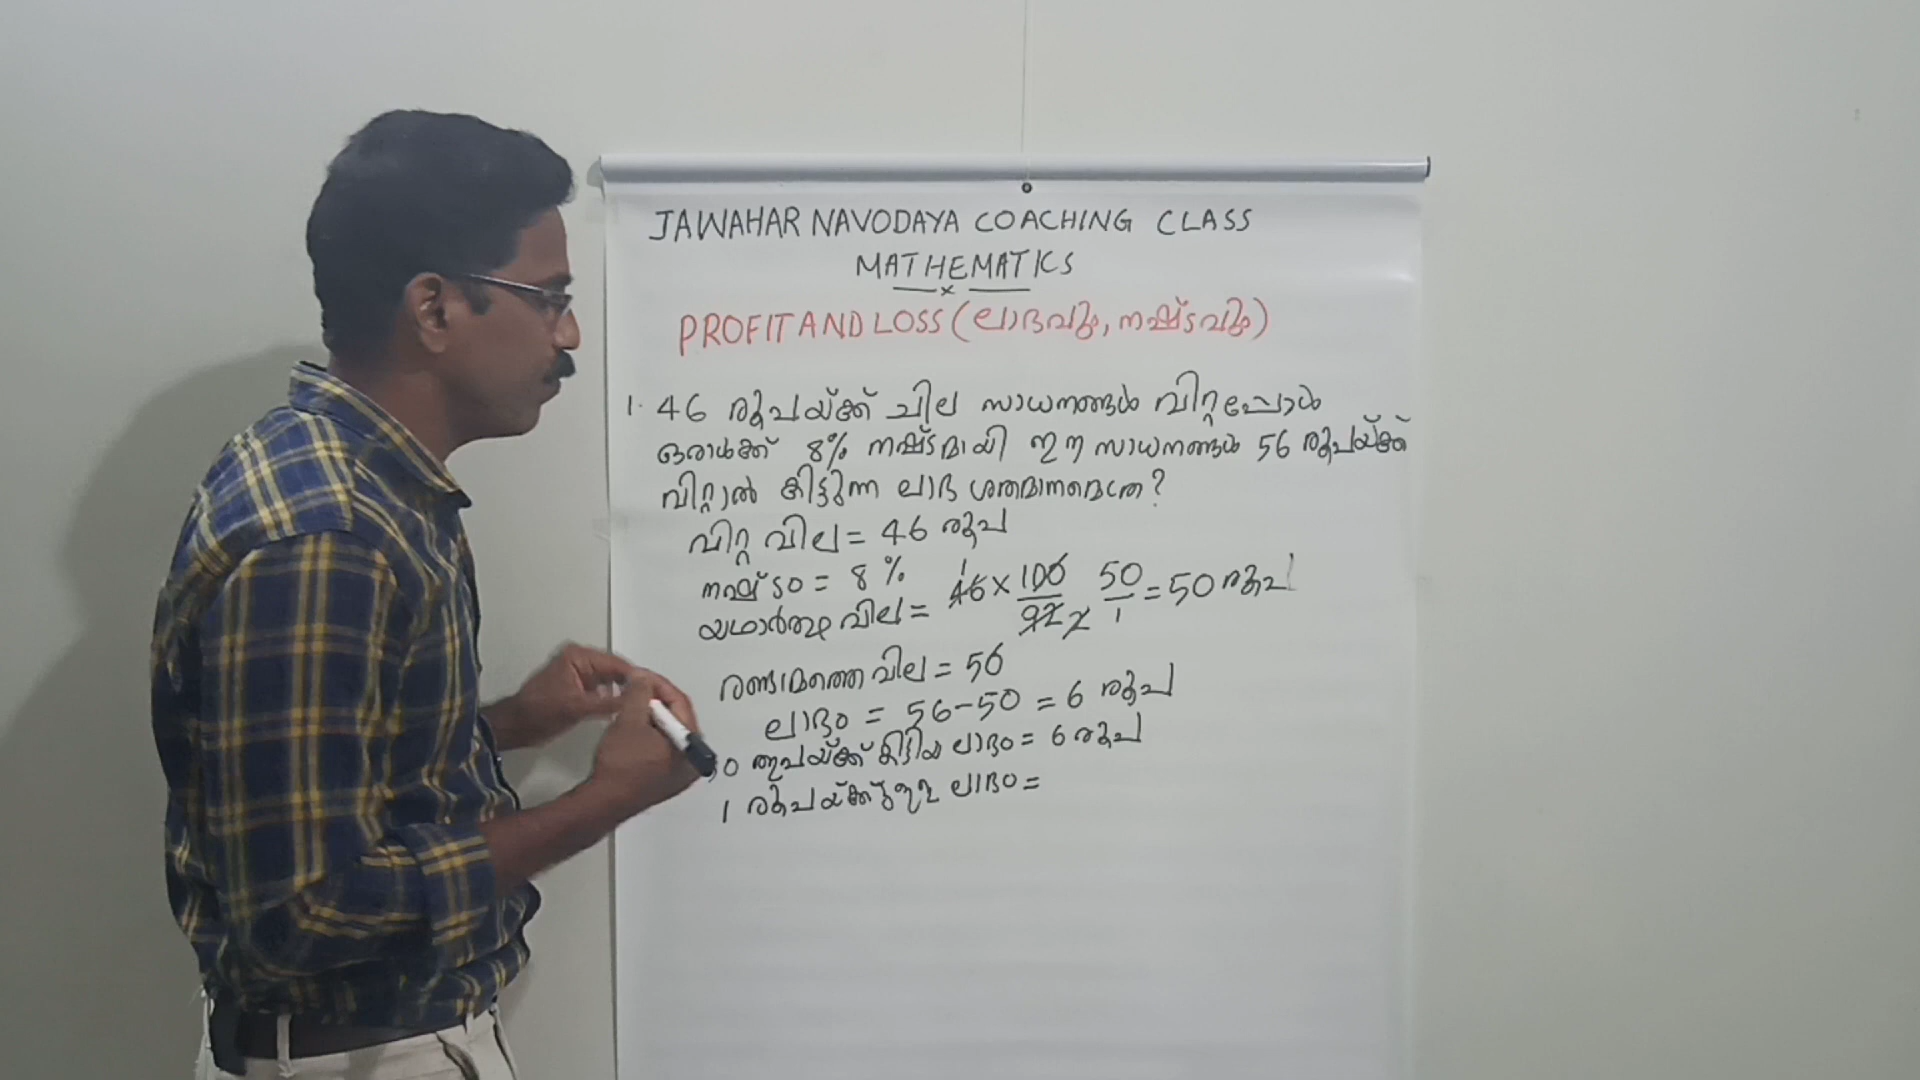 JAWAHAR NAVODAYA COACHING CLASS
MATHEMATICS
PROFIT AND LOSS (ലാഭവും, നഷ്ടവും)
1. 46 രൂപയ്ക്ക് ചില സാധനങ്ങൾ വിറ്റപ്പോൾ
ഒരാൾക്ക് 8% നഷ്ടമായി ഈ സാധനങ്ങൾ 56 രൂപയ്ക്ക്
വിറ്റാൽ കിട്ടുന്ന ലാഭ ശതമാനമെത്ര?
വിറ്റ വില = 46 രൂപ
നഷ്ടം = 8 %
യഥാർത്ഥ വില = 46 × 100/92 50/1 = 50 രൂപ
രണ്ടാമത്തെ വില = 56
ലാഭം = 56 - 50 = 6 രൂപ
0 രൂപയ്ക്ക് കിട്ടിയ ലാഭം = 6 രൂപ
1 രൂപയ്ക്കുള്ള ലാഭം =